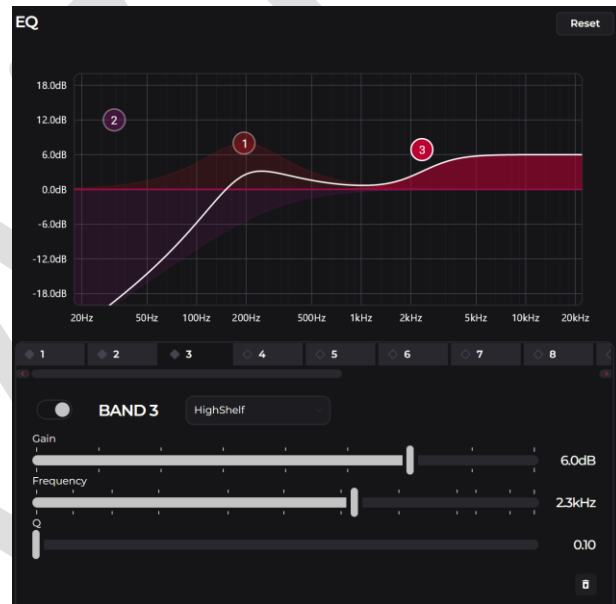 EQ
Reset
18.0dB
12.0dB
6.0dB
0.0dB
-6.0dB
-12.0dB
-18.0dB
2
1
3
20Hz 50Hz 100Hz 200Hz 500Hz 1kHz 2kHz 5kHz 10kHz 20kHz
1 2 3 4 5 6 7 8
BAND 3 HighShelf
Gain
6.0dB
Frequency
2.3kHz
Q
0.10